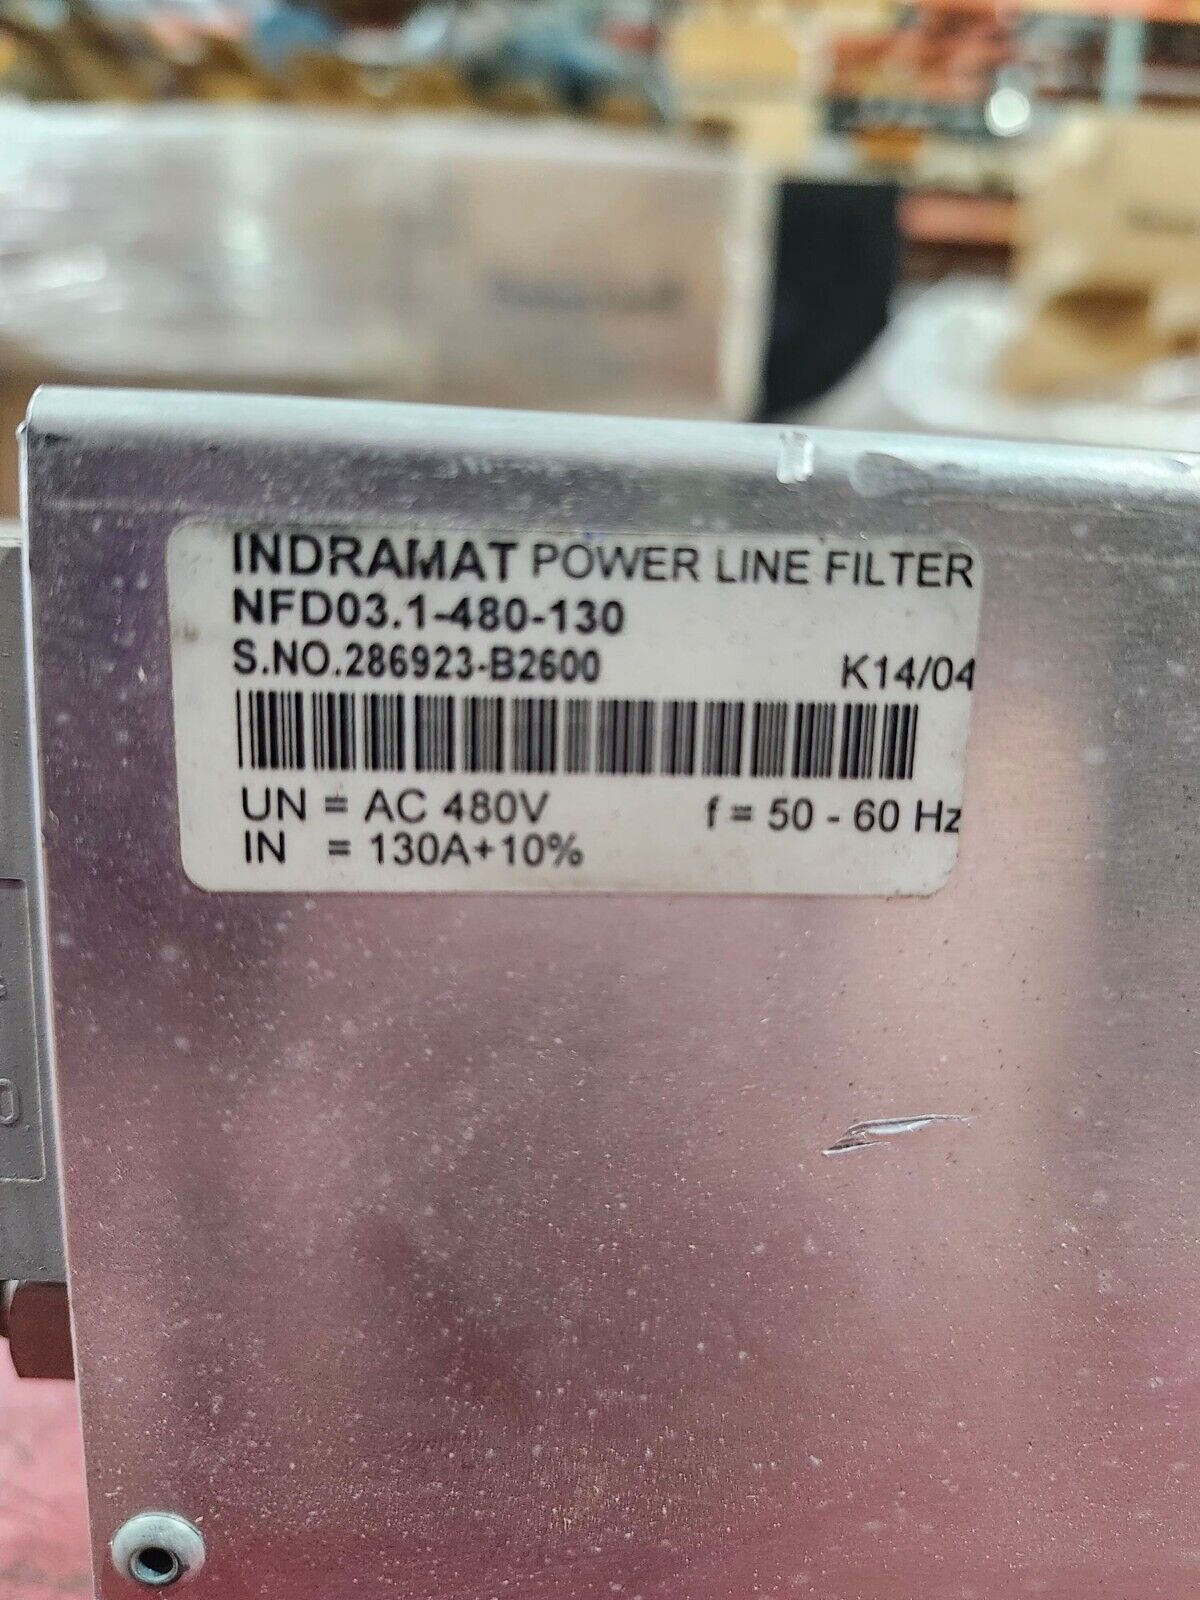 INDRAMAT POWER LINE FILTER
NFD03.1-480-130
S.NO.286923-B2600 K14/04
UN = AC 480V f = 50 - 60 Hz
IN = 130A+10%